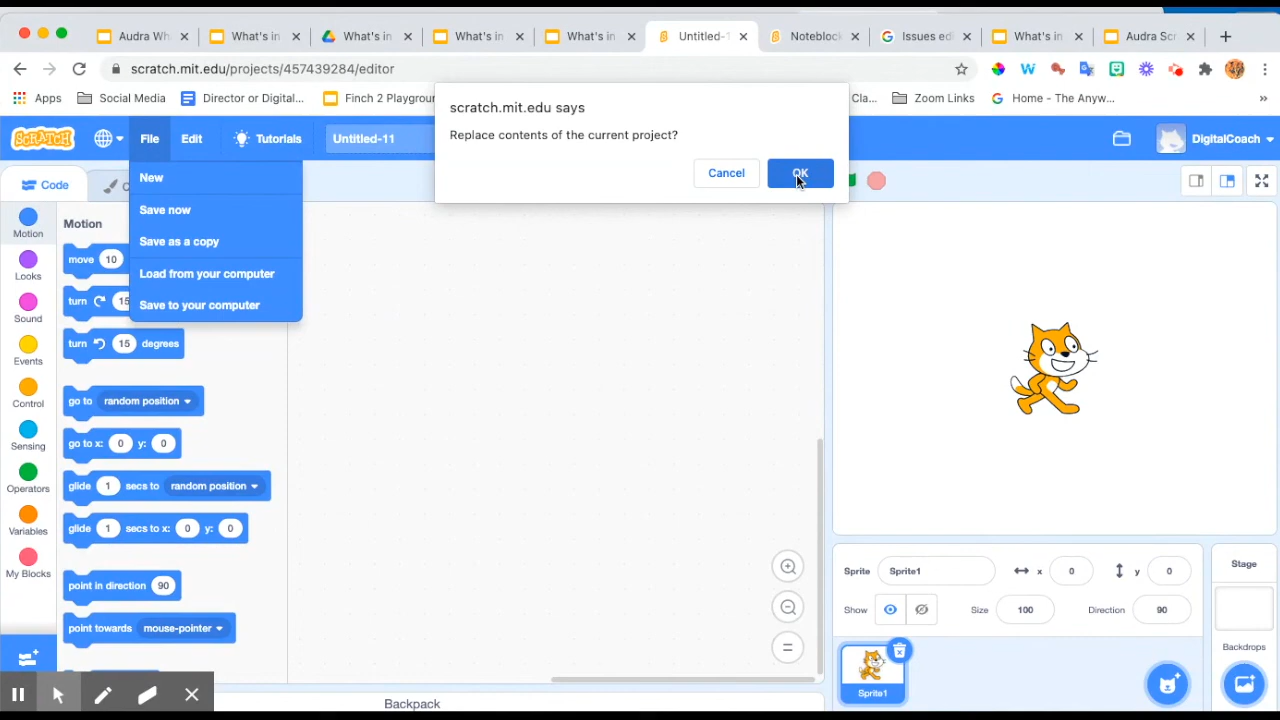 Audra Wh
What's in
What's in
What's in
What's in
Untitled-1
Noteblock
Issues edi
What's in
Audra Scr
scratch.mit.edu/projects/457439284/editor
Apps
Social Media
Director or Digital...
Finch 2 Playgroun
Cla...
Zoom Links
Home - The Anyw...
scratch.mit.edu says
Replace contents of the current project?
Cancel
OK
SCRATCH
File
Edit
Tutorials
Untitled-11
DigitalCoach
New
Save now
Save as a copy
Load from your computer
Save to your computer
Code
Motion
Looks
Sound
Events
Control
Sensing
Operators
Variables
My Blocks
Motion
move 10
turn 15
turn 15 degrees
go to random position
go to x: 0 y: 0
glide 1 secs to random position
glide 1 secs to x: 0 y: 0
point in direction 90
point towards mouse-pointer
Backpack
Sprite Sprite1 x 0 y 0
Show Size 100 Direction 90
Sprite1
Stage
Backdrops